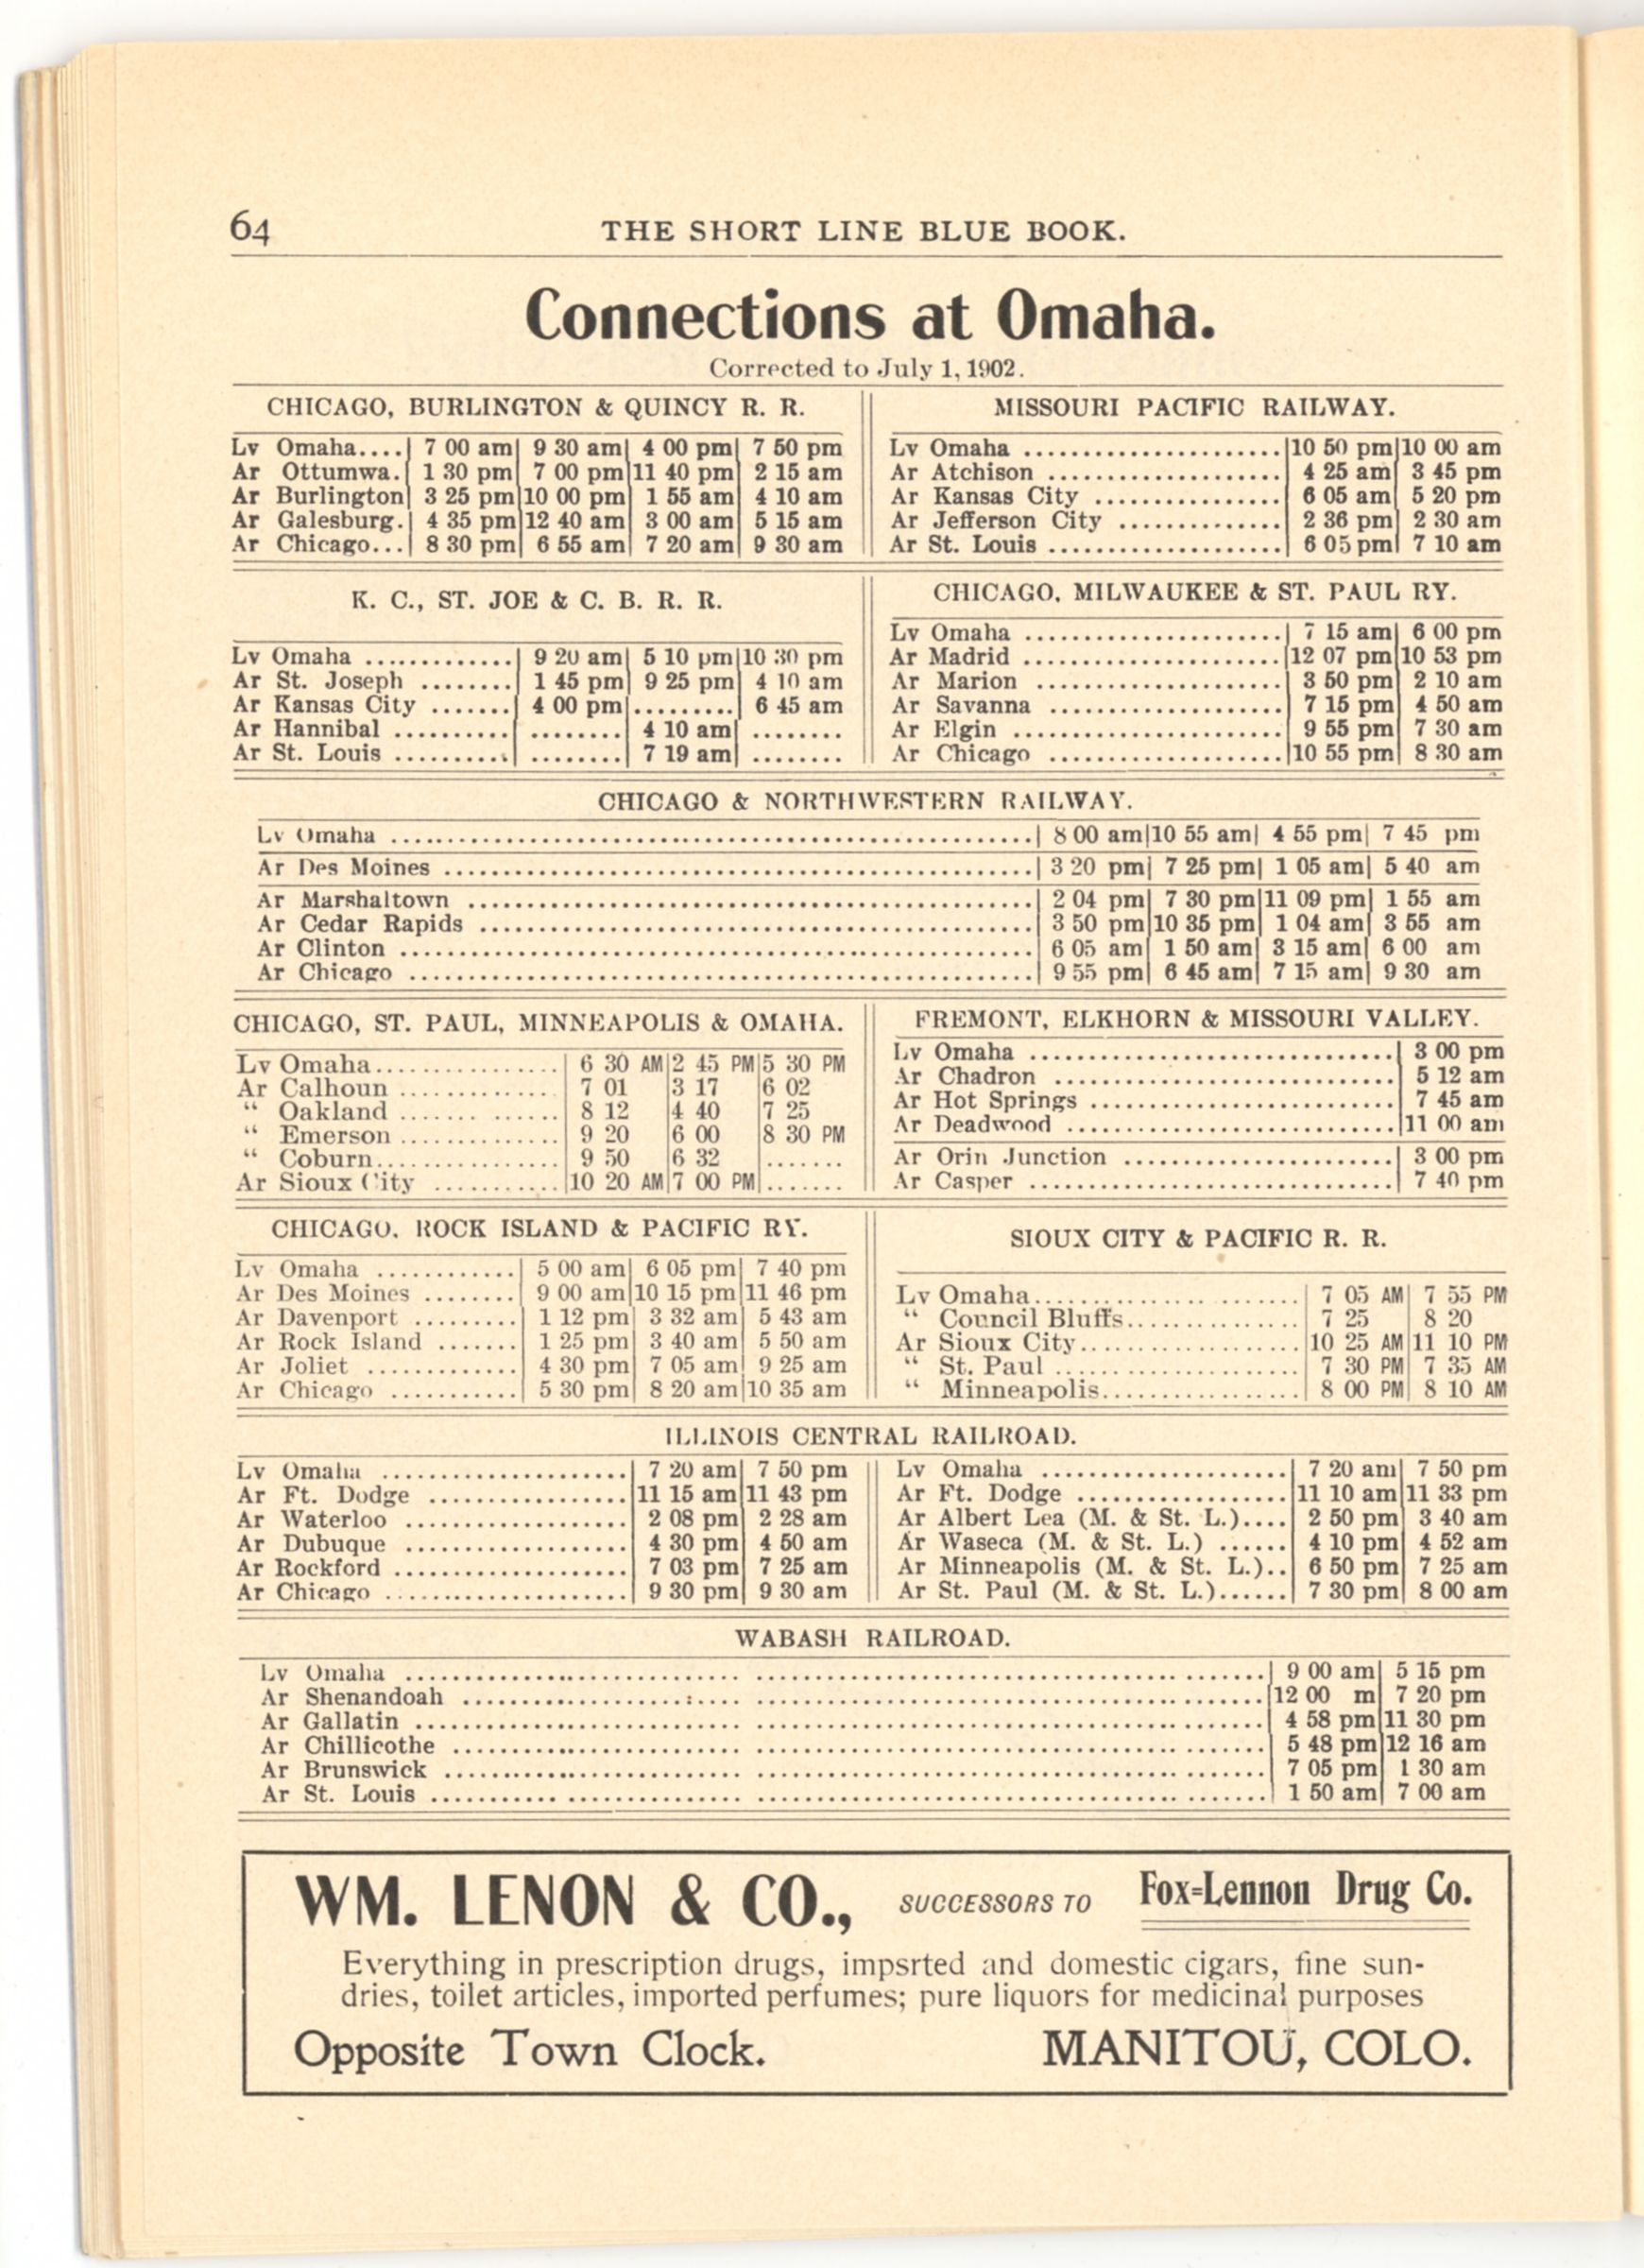 64 THE SHORT LINE BLUE BOOK.
Connections at Omaha.
Corrected to July 1, 1902.
CHICAGO, BURLINGTON & QUINCY R. R.
Lv Omaha.... 7 00 am 9 30 am 4 00 pm 7 50 pm
Ar Ottumwa. 1 30 pm 7 00 pm 11 40 pm 2 15 am
Ar Burlington 3 25 pm 10 00 pm 1 55 am 4 10 am
Ar Galesburg. 4 35 pm 12 40 am 3 00 am 5 15 am
Ar Chicago... 8 30 pm 6 55 am 7 20 am 9 30 am
MISSOURI PACIFIC RAILWAY.
Lv Omaha ...................... 10 50 pm 10 00 am
Ar Atchison .................... 4 25 am 3 45 pm
Ar Kansas City ................ 6 05 am 5 20 pm
Ar Jefferson City .............. 2 36 pm 2 30 am
Ar St. Louis .................... 6 05 pm 7 10 am
K. C., ST. JOE & C. B. R. R.
Lv Omaha ............. 9 20 am 5 10 pm 10 30 pm
Ar St. Joseph ........ 1 45 pm 9 25 pm 4 10 am
Ar Kansas City ....... 4 00 pm ......... 6 45 am
Ar Hannibal .......... ........ 4 10 am ........
Ar St. Louis .......... ........ 7 19 am ........
CHICAGO, MILWAUKEE & ST. PAUL RY.
Lv Omaha ...................... 7 15 am 6 00 pm
Ar Madrid ...................... 12 07 pm 10 53 pm
Ar Marion ..................... 3 50 pm 2 10 am
Ar Savanna .................... 7 15 pm 4 50 am
Ar Elgin ....................... 9 55 pm 7 30 am
Ar Chicago .................... 10 55 pm 8 30 am
CHICAGO & NORTHWESTERN RAILWAY.
Lv Omaha .................... 8 00 am 10 55 am 4 55 pm 7 45 pm
Ar Des Moines .................... 3 20 pm 7 25 pm 1 05 am 5 40 am
Ar Marshaltown .................... 2 04 pm 7 30 pm 11 09 pm 1 55 am
Ar Cedar Rapids .................... 3 50 pm 10 35 pm 1 04 am 3 55 am
Ar Clinton .................... 6 05 am 1 50 am 3 15 am 6 00 am
Ar Chicago .................... 9 55 pm 6 45 am 7 15 am 9 30 am
CHICAGO, ST. PAUL, MINNEAPOLIS & OMAHA.
Lv Omaha................ 6 30 AM 2 45 PM 5 30 PM
Ar Calhoun .............. 7 01 3 17 6 02
“ Oakland ............. 8 12 4 40 7 25
“ Emerson .............. 9 20 6 00 8 30 PM
“ Coburn................ 9 50 6 32 .......
Ar Sioux City ........... 10 20 AM 7 00 PM .......
FREMONT, ELKHORN & MISSOURI VALLEY.
Lv Omaha .................... 3 00 pm
Ar Chadron .................... 5 12 am
Ar Hot Springs .................... 7 45 am
Ar Deadwood .................... 11 00 am
Ar Orin Junction .................... 3 00 pm
Ar Casper .................... 7 40 pm
CHICAGO, ROCK ISLAND & PACIFIC RY.
Lv Omaha ............ 5 00 am 6 05 pm 7 40 pm
Ar Des Moines ........ 9 00 am 10 15 pm 11 46 pm
Ar Davenport ......... 1 12 pm 3 32 am 5 43 am
Ar Rock Island ....... 1 25 pm 3 40 am 5 50 am
Ar Joliet ............. 4 30 pm 7 05 am 9 25 am
Ar Chicago ........... 5 30 pm 8 20 am 10 35 am
SIOUX CITY & PACIFIC R. R.
Lv Omaha.................... 7 05 AM 7 55 PM
“ Council Bluffs............... 7 25 8 20
Ar Sioux City.................... 10 25 AM 11 10 PM
“ St. Paul .................... 7 30 PM 7 35 AM
“ Minneapolis.................. 8 00 PM 8 10 AM
ILLINOIS CENTRAL RAILROAD.
Lv Omaha ....................... 7 20 am 7 50 pm
Ar Ft. Dodge .................. 11 15 am 11 43 pm
Ar Waterloo .................... 2 08 pm 2 28 am
Ar Dubuque .................... 4 30 pm 4 50 am
Ar Rockford .................... 7 03 pm 7 25 am
Ar Chicago ..................... 9 30 pm 9 30 am
Lv Omaha ....................... 7 20 am 7 50 pm
Ar Ft. Dodge .................. 11 10 am 11 33 pm
Ar Albert Lea (M. & St. L.).... 2 50 pm 3 40 am
Ar Waseca (M. & St. L.) ...... 4 10 pm 4 52 am
Ar Minneapolis (M. & St. L.).. 6 50 pm 7 25 am
Ar St. Paul (M. & St. L.)...... 7 30 pm 8 00 am
WABASH RAILROAD.
Lv Omaha .................... 9 00 am 5 15 pm
Ar Shenandoah .................... 12 00 m 7 20 pm
Ar Gallatin .................... 4 58 pm 11 30 pm
Ar Chillicothe .................... 5 48 pm 12 16 am
Ar Brunswick .................... 7 05 pm 1 30 am
Ar St. Louis .................... 1 50 am 7 00 am
WM. LENON & CO., SUCCESSORS TO Fox-Lennon Drug Co.
Everything in prescription drugs, impsrted and domestic cigars, fine sun-
dries, toilet articles, imported perfumes; pure liquors for medicinal purposes
Opposite Town Clock. MANITOU, COLO.